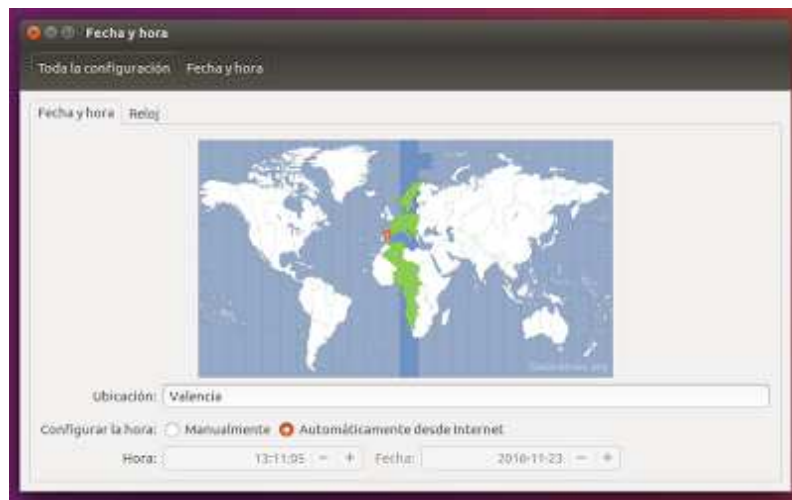 Fecha y hora
Toda la configuración Fecha y hora
Fecha y hora Reloj
Ubicación: Valencia
Configurar la hora: Manualmente Automáticamente desde Internet
Hora: 13:11:05 - + Fecha: 2016-11-23 - +